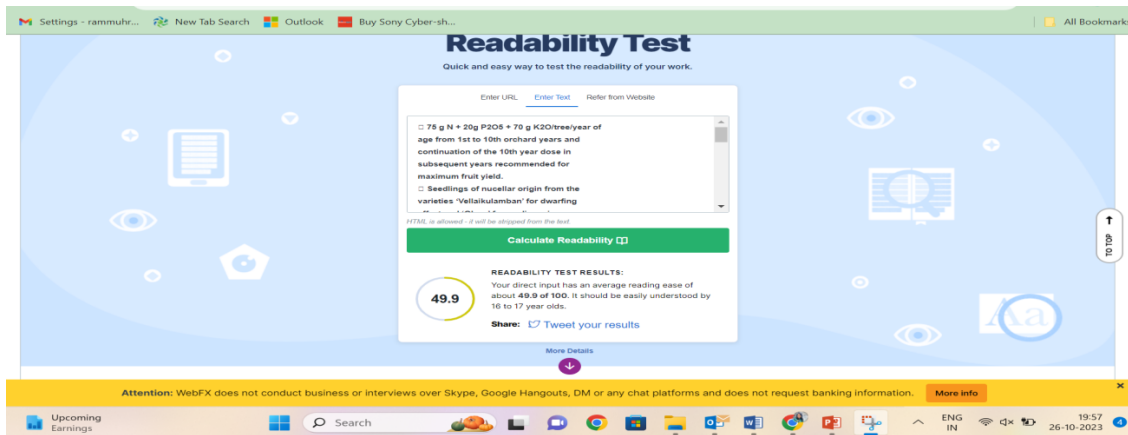 Settings - rammuhr... New Tab Search Outlook Buy Sony Cyber-sh... All Bookmarks
Readability Test
Quick and easy way to test the readability of your work.
Enter URL Enter Text Refer from Website
□ 75 g N + 20g P2O5 + 70 g K2O/tree/year of
age from 1st to 10th orchard years and
continuation of the 10th year dose in
subsequent years recommended for
maximum fruit yield.
□ Seedlings of nucellar origin from the
varieties ‘Vellaikulamban’ for dwarfing
HTML is allowed - it will be stripped from the text.
Calculate Readability
READABILITY TEST RESULTS:
49.9
Your direct input has an average reading ease of
about 49.9 of 100. It should be easily understood by
16 to 17 year olds.
Share: Tweet your results
More Details
TO TOP
Aa
Attention: WebFX does not conduct business or interviews over Skype, Google Hangouts, DM or any chat platforms and does not request banking information. More info ×
Upcoming
Earnings
Search
ENG
IN
19:57
26-10-2023
4